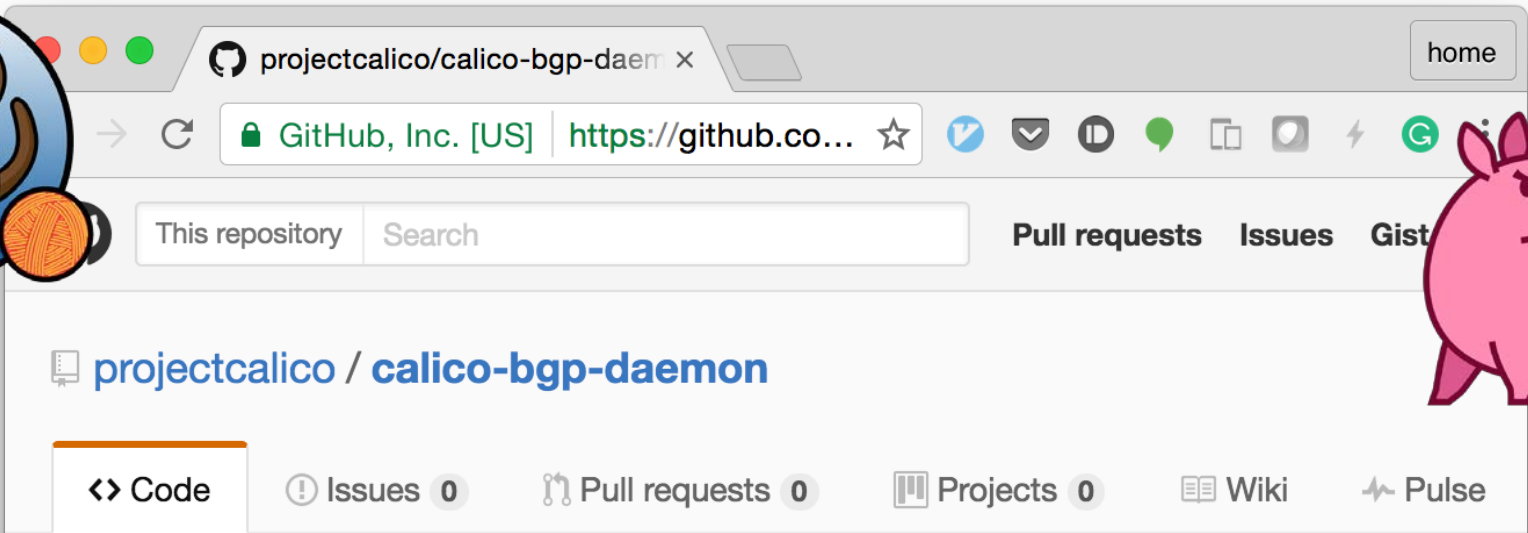 projectcalico/calico-bgp-daem
home
GitHub, Inc. [US] https://github.co...
This repository Search Pull requests Issues Gist
projectcalico / calico-bgp-daemon
Code Issues 0 Pull requests 0 Projects 0 Wiki Pulse